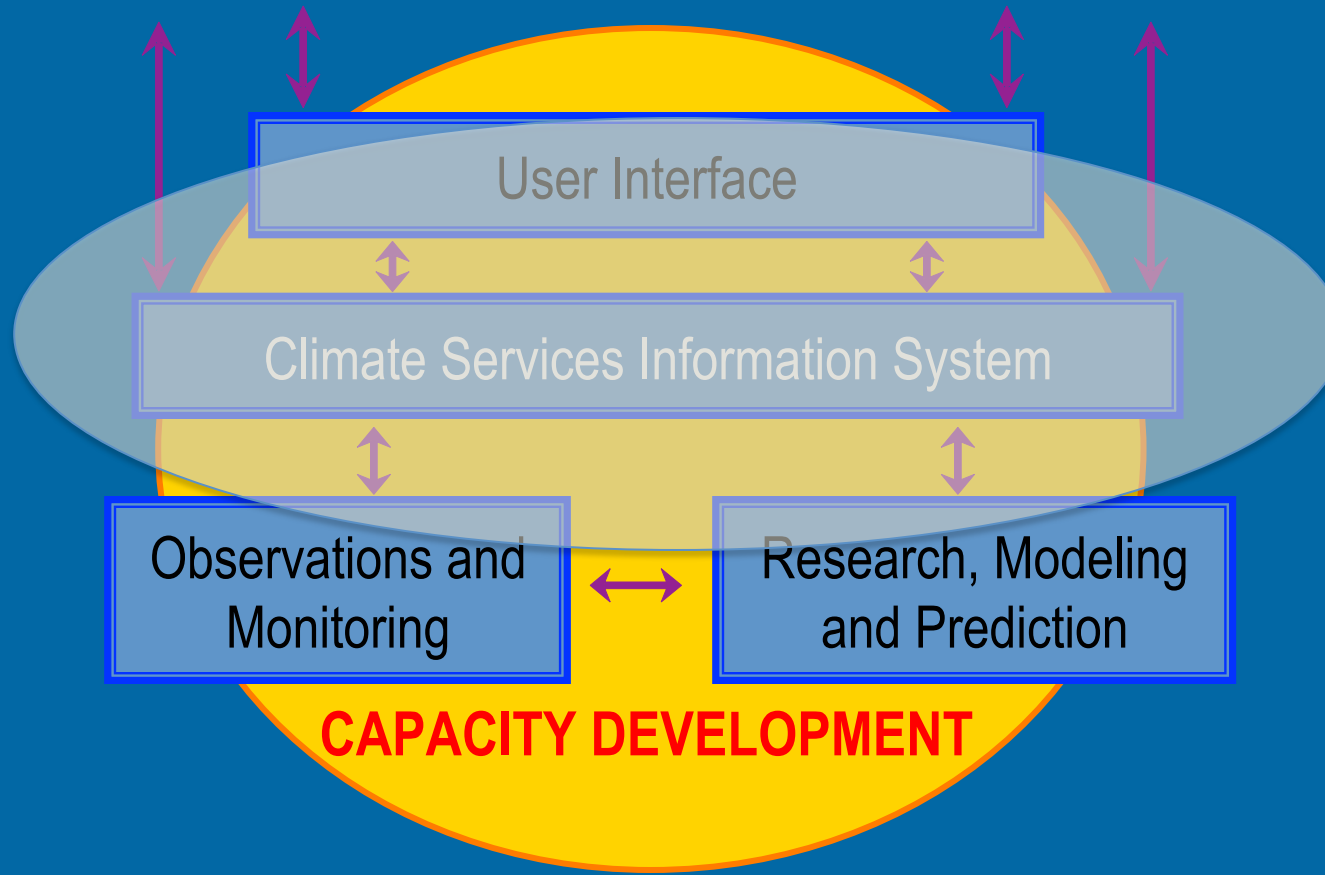 User Interface
Climate Services Information System
Observations and
Monitoring
Research, Modeling
and Prediction
CAPACITY DEVELOPMENT